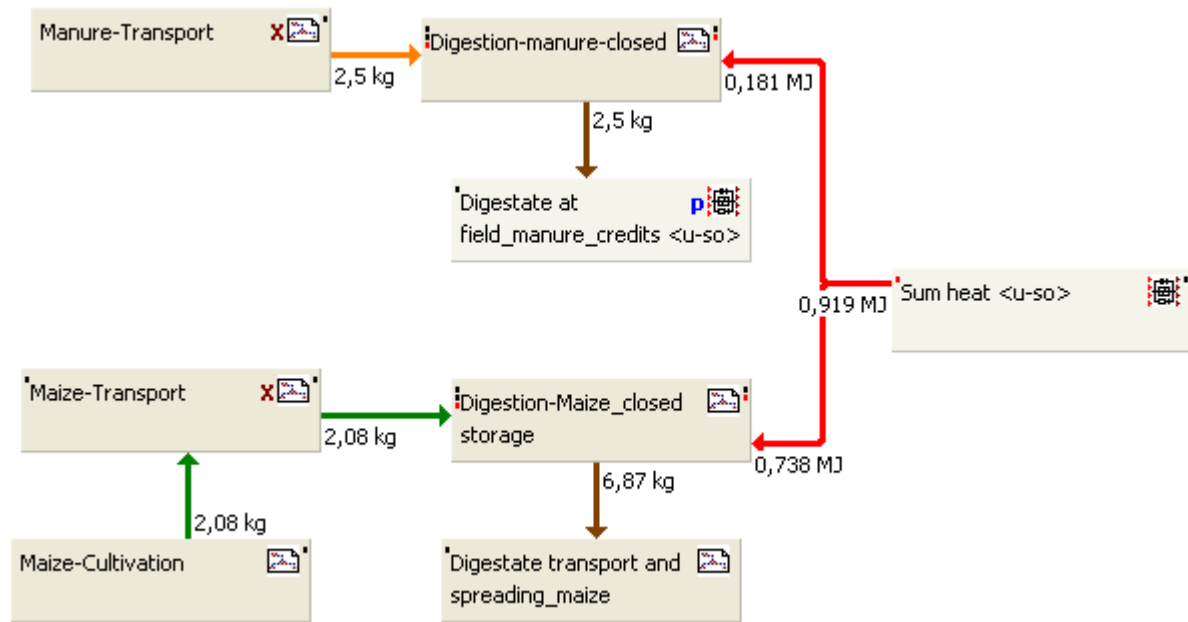 Manure-Transport
X
2,5 kg
Digestion-manure-closed
0,181 MJ
2,5 kg
Digestate at
p
field_manure_credits <u-so>
Sum heat <u-so>
0,919 MJ
Maize-Transport
X
2,08 kg
Digestion-Maize_closed
storage
0,738 MJ
6,87 kg
2,08 kg
Maize-Cultivation
Digestate transport and
spreading_maize